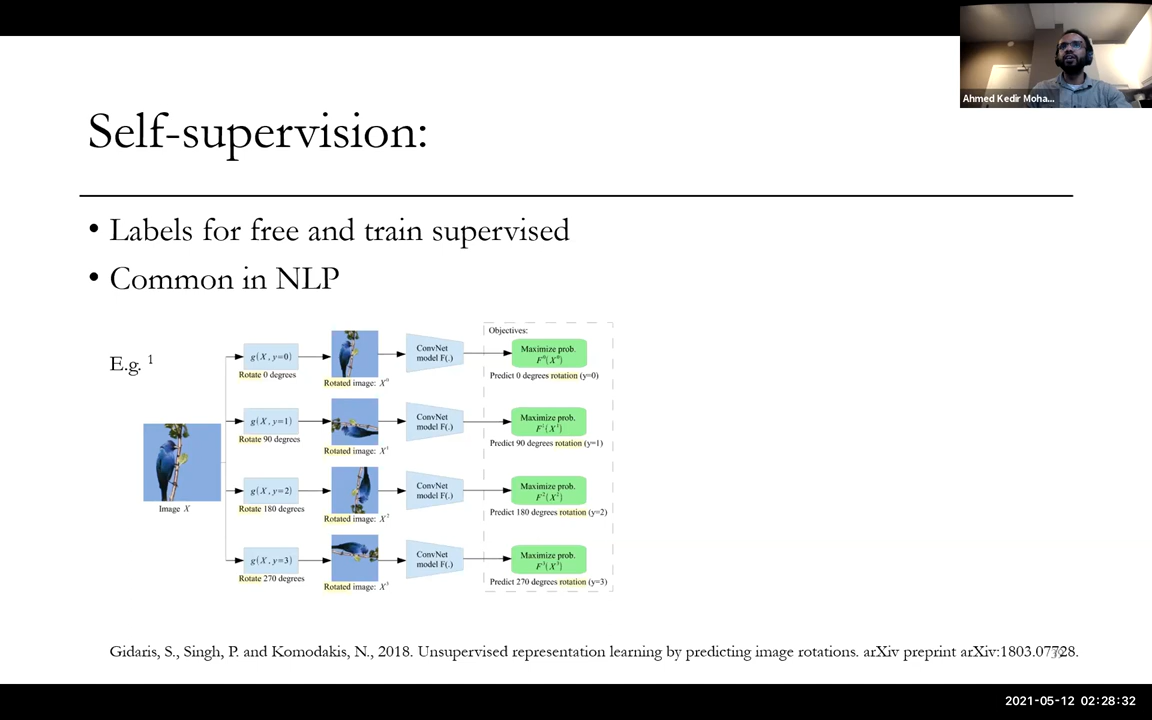 Ahmed Kedir Moha...
Self-supervision:
• Labels for free and train supervised
• Common in NLP
E.g. 1
Image X
g(X, y=0)
Rotate 0 degrees
Rotated image: X⁰
ConvNet
model F(.)
Objectives:
Maximize prob.
F⁰(X⁰)
Predict 0 degrees rotation (y=0)
g(X, y=1)
Rotate 90 degrees
Rotated image: X¹
ConvNet
model F(.)
Maximize prob.
F¹(X¹)
Predict 90 degrees rotation (y=1)
g(X, y=2)
Rotate 180 degrees
Rotated image: X²
ConvNet
model F(.)
Maximize prob.
F²(X²)
Predict 180 degrees rotation (y=2)
g(X, y=3)
Rotate 270 degrees
Rotated image: X³
ConvNet
model F(.)
Maximize prob.
F³(X³)
Predict 270 degrees rotation (y=3)
Gidaris, S., Singh, P. and Komodakis, N., 2018. Unsupervised representation learning by predicting image rotations. arXiv preprint arXiv:1803.07728.
2021-05-12 02:28:32